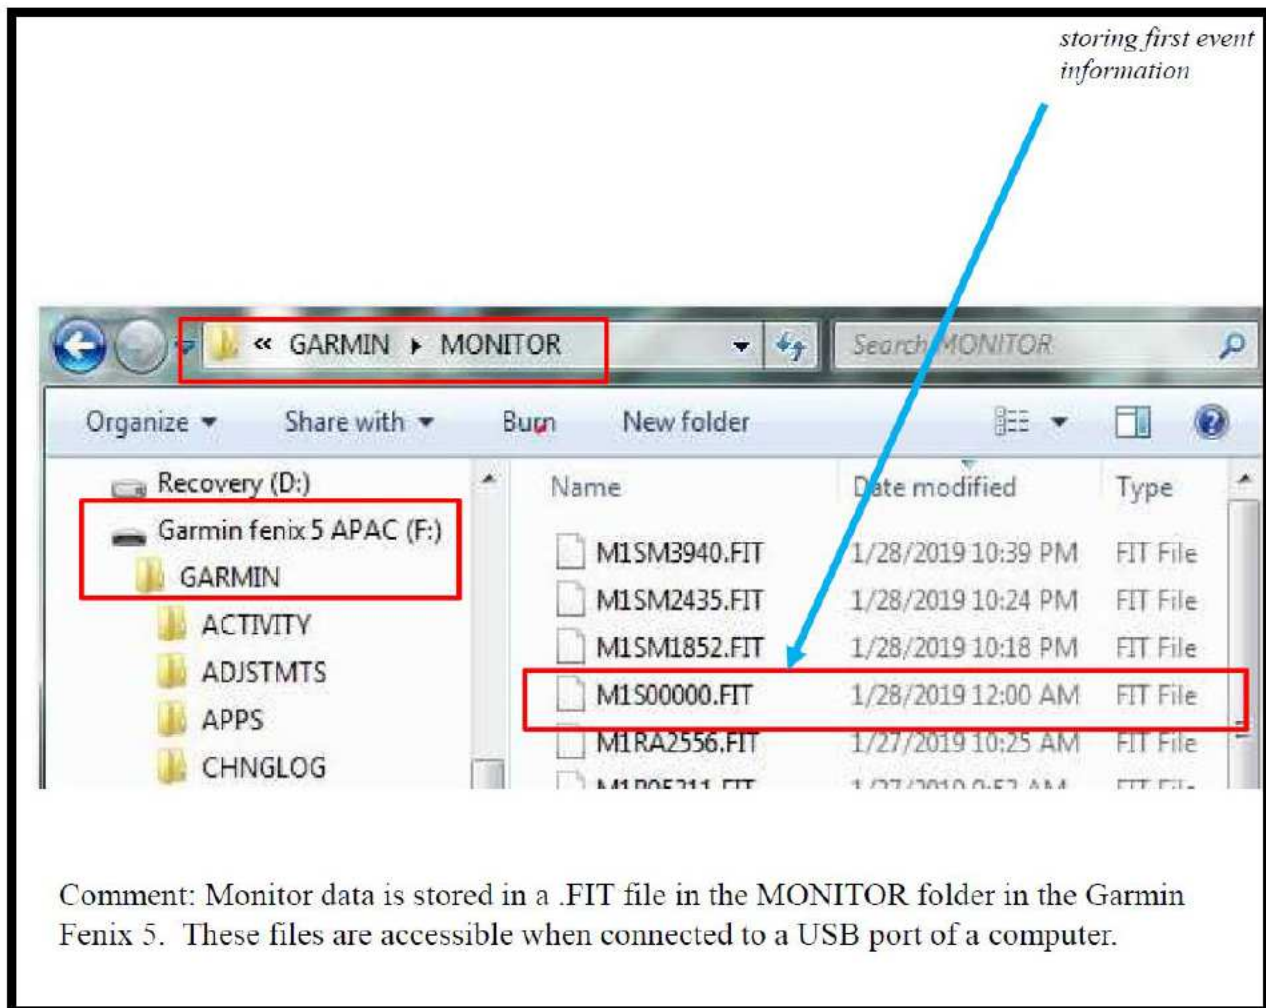 storing first event
information
« GARMIN ▸ MONITOR
Search MONITOR
Organize
Share with
Burn
New folder
Recovery (D:)
Garmin fenix 5 APAC (F:)
GARMIN
ACTIVITY
ADJSTMTS
APPS
CHNGLOG
Name Date modified Type
M1SM3940.FIT 1/28/2019 10:39 PM FIT File
M1SM2435.FIT 1/28/2019 10:24 PM FIT File
M1SM1852.FIT 1/28/2019 10:18 PM FIT File
M1S00000.FIT 1/28/2019 12:00 AM FIT File
M1RA2556.FIT 1/27/2019 10:25 AM FIT File
Comment: Monitor data is stored in a .FIT file in the MONITOR folder in the Garmin
Fenix 5. These files are accessible when connected to a USB port of a computer.